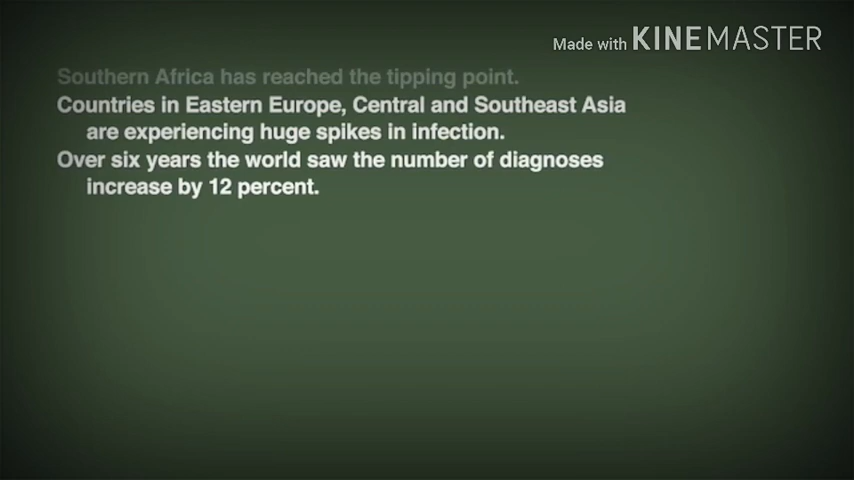 Made with KINEMASTER
Southern Africa has reached the tipping point.
Countries in Eastern Europe, Central and Southeast Asia
are experiencing huge spikes in infection.
Over six years the world saw the number of diagnoses
increase by 12 percent.